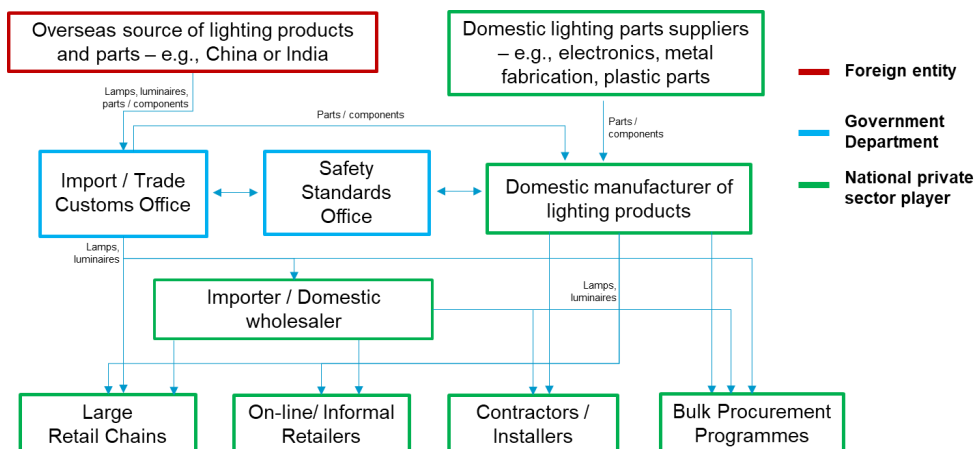 Overseas source of lighting products
and parts – e.g., China or India
Domestic lighting parts suppliers
– e.g., electronics, metal
fabrication, plastic parts
Foreign entity
Government
Department
National private
sector player
Lamps, luminaires,
parts / components
Parts / components
Parts /
components
Import / Trade
Customs Office
Safety
Standards
Office
Domestic manufacturer of
lighting products
Lamps,
luminaires
Lamps,
luminaires
Importer / Domestic
wholesaler
Large
Retail Chains
On-line/ Informal
Retailers
Contractors /
Installers
Bulk Procurement
Programmes